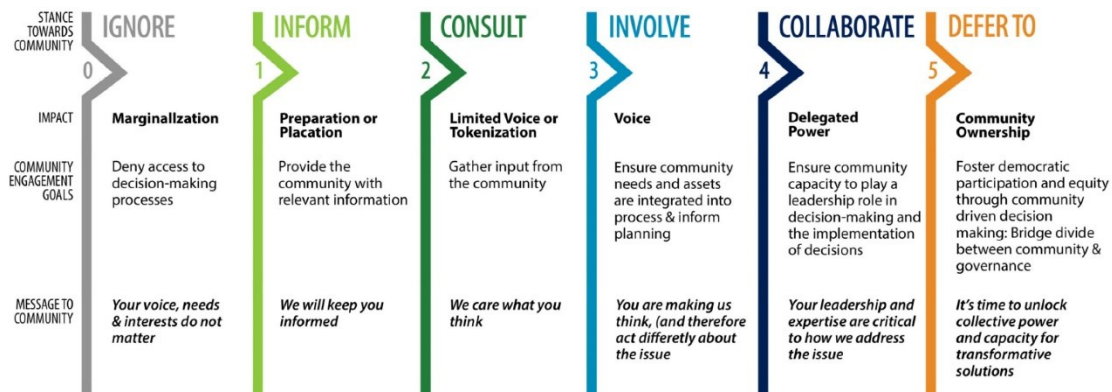 STANCE
TOWARDS
COMMUNITY
IGNORE
INFORM
CONSULT
INVOLVE
COLLABORATE
DEFER TO
0
1
2
3
4
5
IMPACT
Marginalization
Preparation or
Placation
Limited Voice or
Tokenization
Voice
Delegated
Power
Community
Ownership
COMMUNITY
ENGAGEMENT
GOALS
Deny access to
decision-making
processes
Provide the
community with
relevant information
Gather input from
the community
Ensure community
needs and assets
are integrated into
process & inform
planning
Ensure community
capacity to play a
leadership role in
decision-making and
the implementation
of decisions
Foster democratic
participation and equity
through community
driven decision
making: Bridge divide
between community &
governance
MESSAGE TO
COMMUNITY
Your voice, needs
& interests do not
matter
We will keep you
informed
We care what you
think
You are making us
think, (and therefore
act differetly about
the issue
Your leadership and
expertise are critical
to how we address
the issue
It's time to unlock
collective power
and capacity for
transformative
solutions